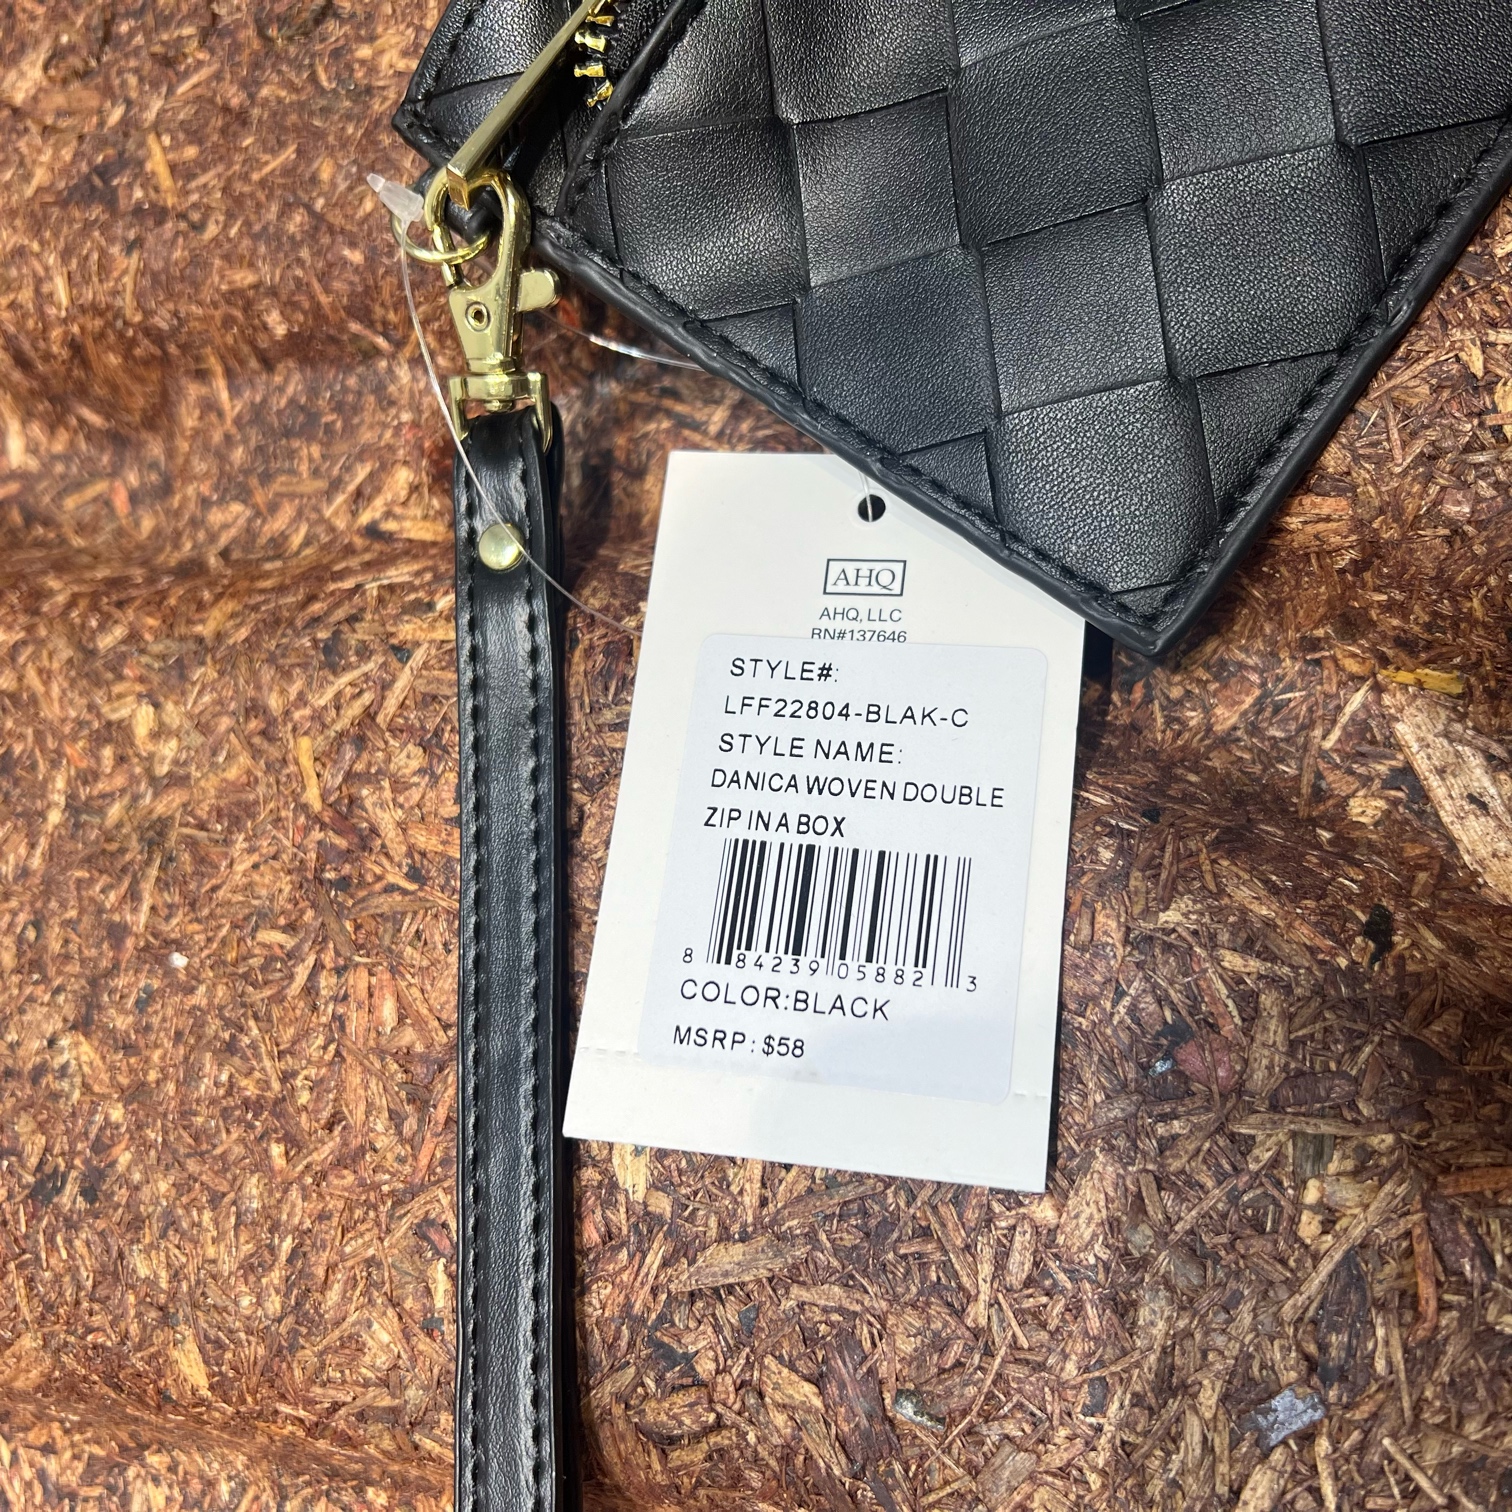 AHQ
AHQ, LLC
RN#137646
STYLE#:
LFF22804-BLAK-C
STYLE NAME:
DANICA WOVEN DOUBLE
ZIP IN A BOX
8 84239 05882 3
COLOR:BLACK
MSRP: $58